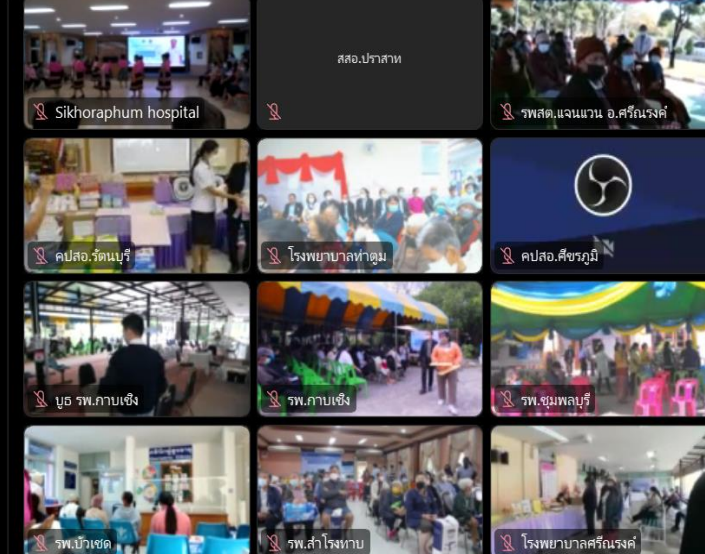 Sikhoraphum hospital
สสอ.ปราสาท
รพสต.แจนแวน อ.ศรีณรงค์
คปสอ.รัตนบุรี
โรงพยาบาลท่าตูม
คปสอ.ศีขรภูมิ
บูธ รพ.กาบเชิง
รพ.กาบเชิง
รพ.ชุมพลบุรี
รพ.บัวเชด
รพ.สำโรงทาบ
โรงพยาบาลศรีณรงค์